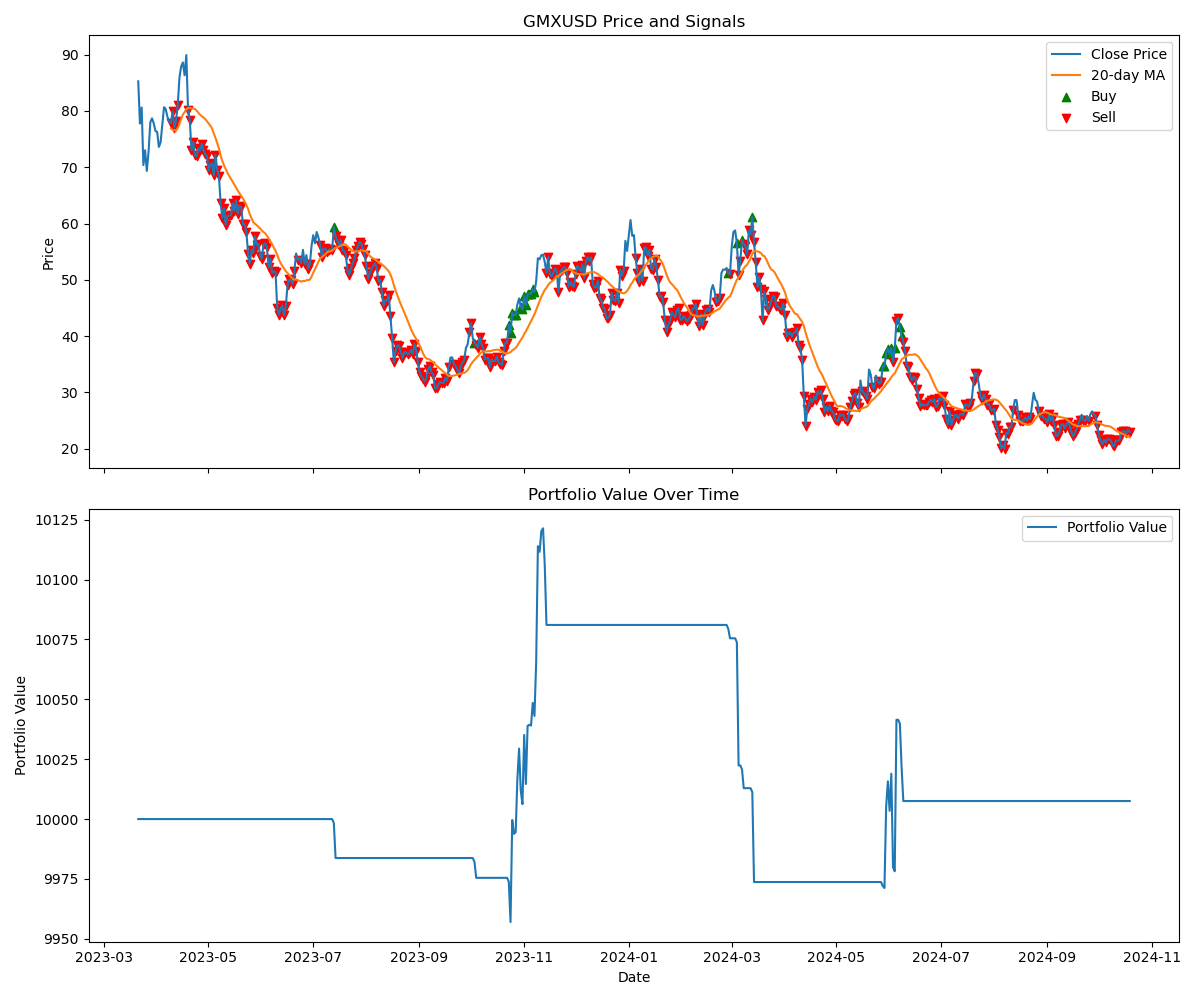 GMXUSD Price and Signals
Price
90
80
70
60
50
40
30
20
Close Price
20-day MA
Buy
Sell
Portfolio Value Over Time
Portfolio Value
10125
10100
10075
10050
10025
10000
9975
9950
Portfolio Value
2023-03 2023-05 2023-07 2023-09 2023-11 2024-01 2024-03 2024-05 2024-07 2024-09 2024-11
Date